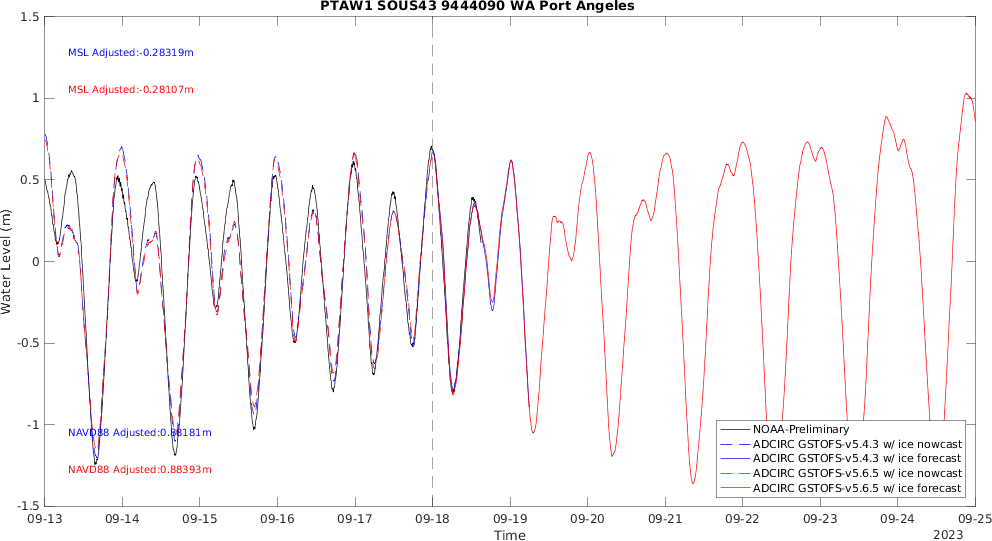 PTAW1 SOUS43 9444090 WA Port Angeles
1.5
1
0.5
0
-0.5
-1
-1.5
Water Level (m)
MSL Adjusted:-0.28319m
MSL Adjusted:-0.28107m
NAVD88 Adjusted:0.88181m
NAVD88 Adjusted:0.88393m
NOAA-Preliminary
ADCIRC GSTOFS-v5.4.3 w/ ice nowcast
ADCIRC GSTOFS-v5.4.3 w/ ice forecast
ADCIRC GSTOFS-v5.6.5 w/ ice nowcast
ADCIRC GSTOFS-v5.6.5 w/ ice forecast
09-13 09-14 09-15 09-16 09-17 09-18 09-19 09-20 09-21 09-22 09-23 09-24 09-25
Time
2023